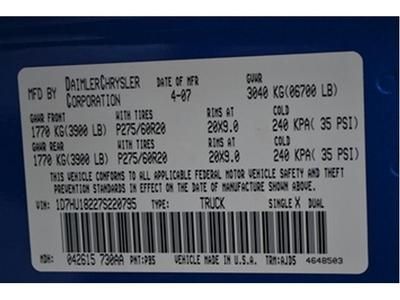 MFD BY DAIMLERCHRYSLER CORPORATION DATE OF MFR 4-07 GVWR 3040 KG(06700 LB)
GAWR FRONT WITH TIRES RIMS AT COLD
1770 KG(3900 LB) P275/60R20 20X9.0 240 KPA( 35 PSI)
GAWR REAR WITH TIRES RIMS AT COLD
1770 KG(3900 LB) P275/60R20 20X9.0 240 KPA( 35 PSI)
THIS VEHICLE CONFORMS TO ALL APPLICABLE FEDERAL MOTOR VEHICLE SAFETY AND
THEFT PREVENTION STANDARDS IN EFFECT ON THE DATE OF MANUFACTURE SHOWN ABOVE
VIN: 1D7HU18227S220795 TYPE: TRUCK SINGLE X DUAL
MDH: 042615 730AA PNT: PB5 VEHICLE MADE IN U.S.A. TRM: AJD5 4648503